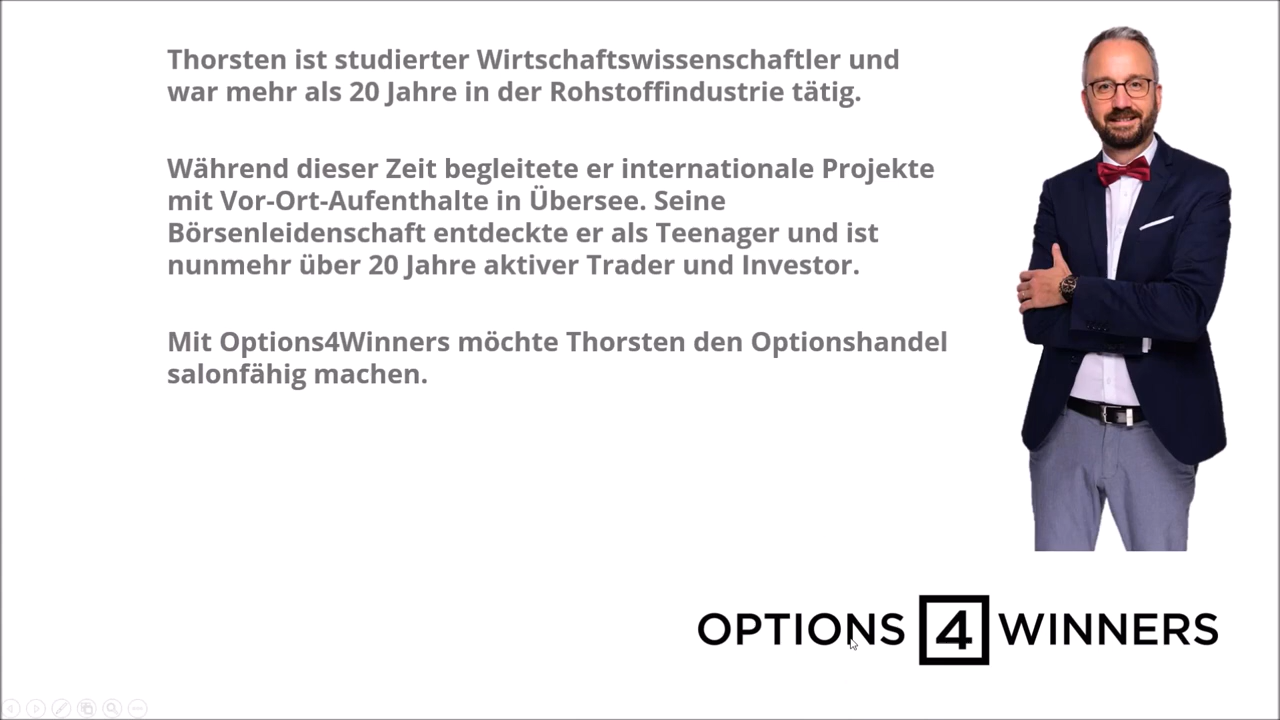 Thorsten ist studierter Wirtschaftswissenschaftler und
war mehr als 20 Jahre in der Rohstoffindustrie tätig.
Während dieser Zeit begleitete er internationale Projekte
mit Vor-Ort-Aufenthalte in Übersee. Seine
Börsenleidenschaft entdeckte er als Teenager und ist
nunmehr über 20 Jahre aktiver Trader und Investor.
Mit Options4Winners möchte Thorsten den Optionshandel
salonfähig machen.
OPTIONS 4 WINNERS